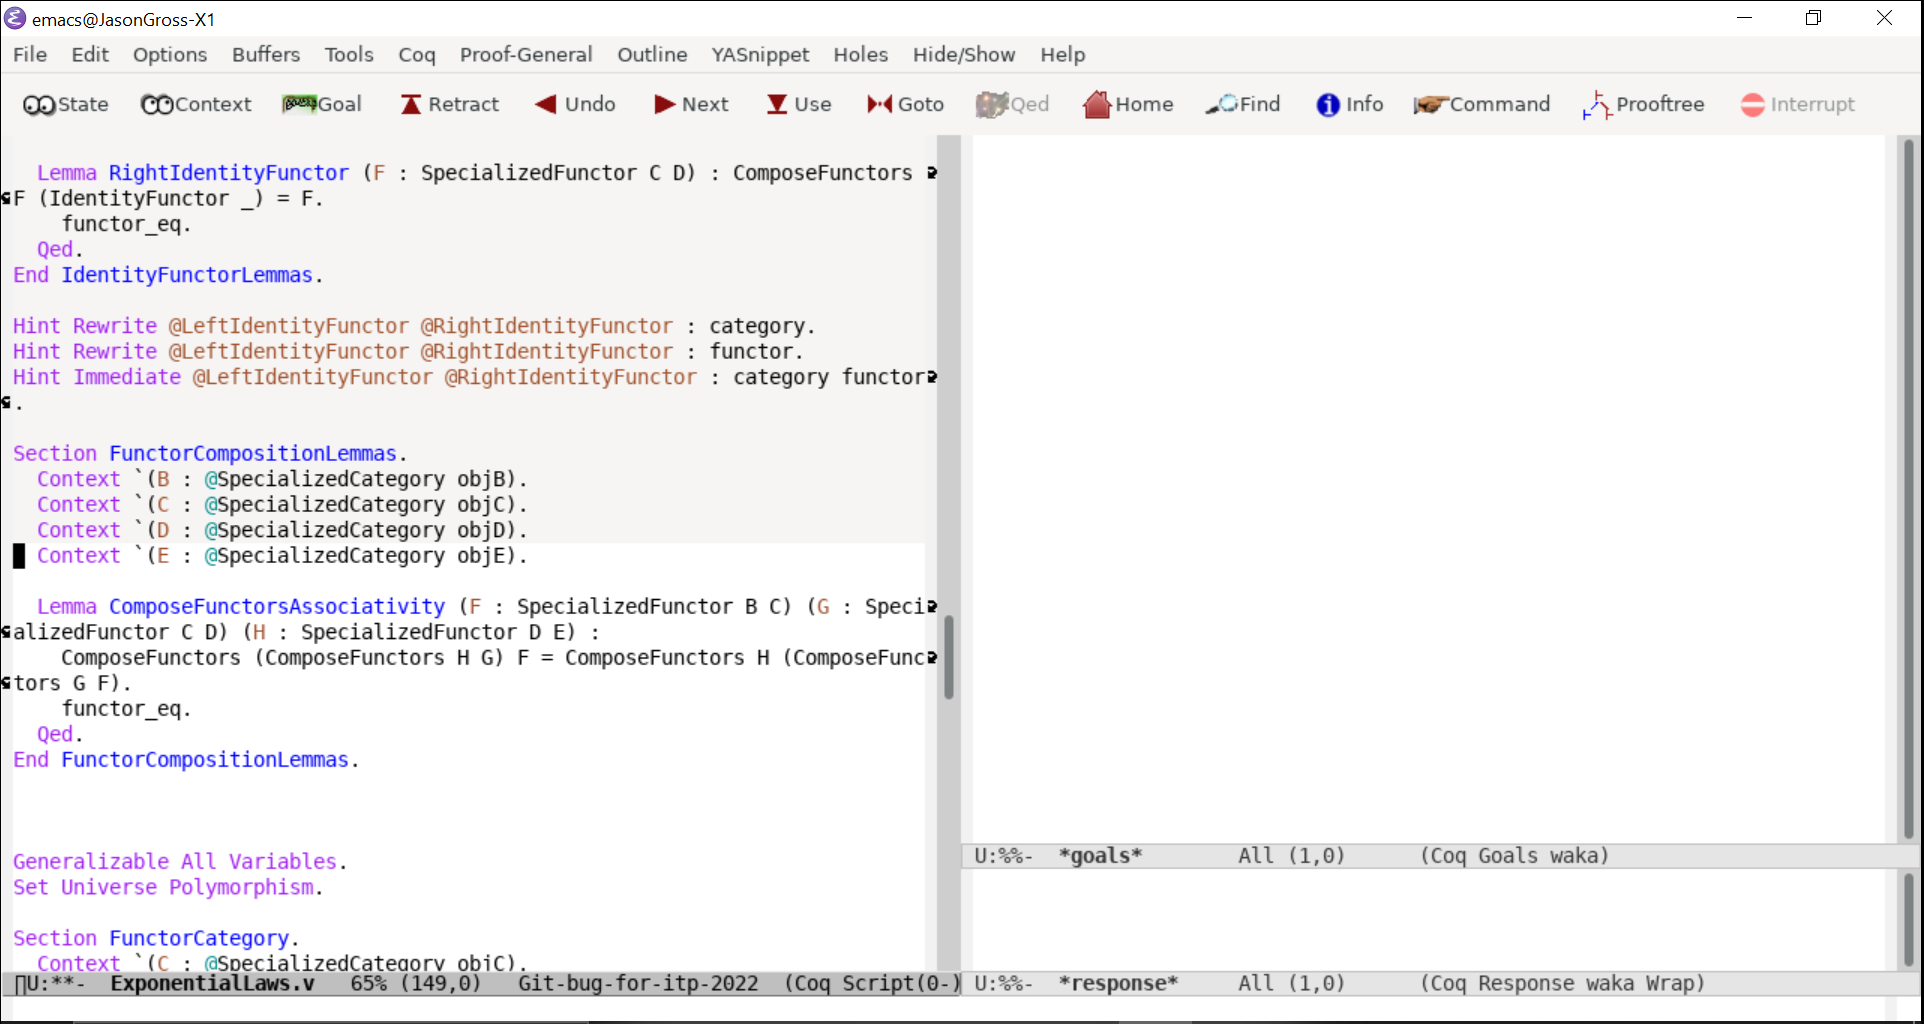 emacs@JasonGross-X1
File Edit Options Buffers Tools Coq Proof-General Outline YASnippet Holes Hide/Show Help
State Context Goal Retract Undo Next Use Goto Qed Home Find Info Command Prooftree Interrupt
  Lemma RightIdentityFunctor (F : SpecializedFunctor C D) : ComposeFunctors
F (IdentityFunctor _) = F.
    functor_eq.
  Qed.
End IdentityFunctorLemmas.
Hint Rewrite @LeftIdentityFunctor @RightIdentityFunctor : category.
Hint Rewrite @LeftIdentityFunctor @RightIdentityFunctor : functor.
Hint Immediate @LeftIdentityFunctor @RightIdentityFunctor : category functor
.
Section FunctorCompositionLemmas.
  Context `(B : @SpecializedCategory objB).
  Context `(C : @SpecializedCategory objC).
  Context `(D : @SpecializedCategory objD).
  Context `(E : @SpecializedCategory objE).
  Lemma ComposeFunctorsAssociativity (F : SpecializedFunctor B C) (G : Speci
alizedFunctor C D) (H : SpecializedFunctor D E) :
    ComposeFunctors (ComposeFunctors H G) F = ComposeFunctors H (ComposeFunc
tors G F).
    functor_eq.
  Qed.
End FunctorCompositionLemmas.
Generalizable All Variables.
Set Universe Polymorphism.
Section FunctorCategory.
  Context `(C : @SpecializedCategory objC).
U:**-  ExponentialLaws.v   65% (149,0)   Git-bug-for-itp-2022  (Coq Script(0-)
U:%%-  *goals*        All (1,0)      (Coq Goals waka)
U:%%-  *response*     All (1,0)      (Coq Response waka Wrap)